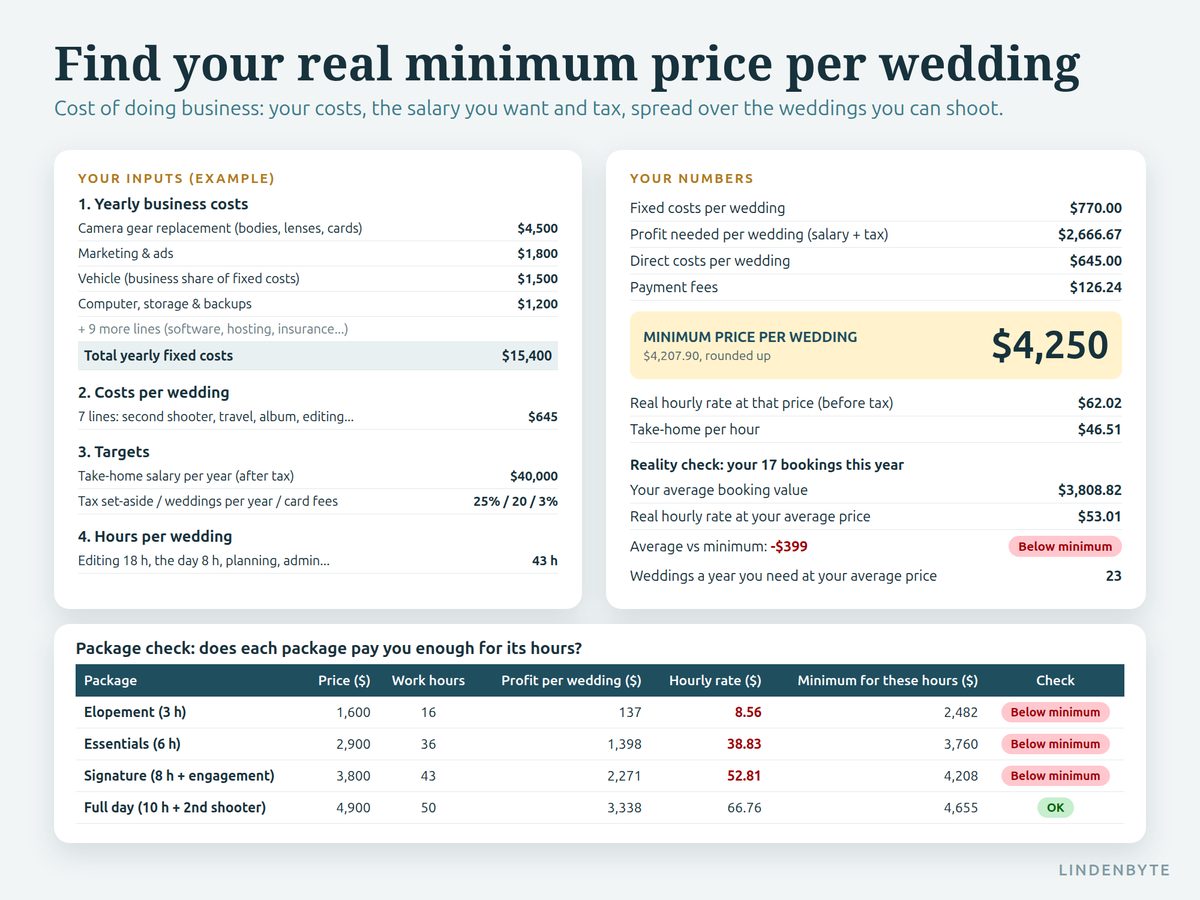 Find your real minimum price per wedding
Cost of doing business: your costs, the salary you want and tax, spread over the weddings you can shoot.
YOUR INPUTS (EXAMPLE)
1. Yearly business costs
Camera gear replacement (bodies, lenses, cards) $4,500
Marketing & ads $1,800
Vehicle (business share of fixed costs) $1,500
Computer, storage & backups $1,200
+ 9 more lines (software, hosting, insurance...)
Total yearly fixed costs $15,400
2. Costs per wedding
7 lines: second shooter, travel, album, editing... $645
3. Targets
Take-home salary per year (after tax) $40,000
Tax set-aside / weddings per year / card fees 25% / 20 / 3%
4. Hours per wedding
Editing 18 h, the day 8 h, planning, admin... 43 h
YOUR NUMBERS
Fixed costs per wedding $770.00
Profit needed per wedding (salary + tax) $2,666.67
Direct costs per wedding $645.00
Payment fees $126.24
MINIMUM PRICE PER WEDDING $4,250
$4,207.90, rounded up
Real hourly rate at that price (before tax) $62.02
Take-home per hour $46.51
Reality check: your 17 bookings this year
Your average booking value $3,808.82
Real hourly rate at your average price $53.01
Average vs minimum: -$399 Below minimum
Weddings a year you need at your average price 23
Package check: does each package pay you enough for its hours?
Package Price ($) Work hours Profit per wedding ($) Hourly rate ($) Minimum for these hours ($) Check
Elopement (3 h) 1,600 16 137 8.56 2,482 Below minimum
Essentials (6 h) 2,900 36 1,398 38.83 3,760 Below minimum
Signature (8 h + engagement) 3,800 43 2,271 52.81 4,208 Below minimum
Full day (10 h + 2nd shooter) 4,900 50 3,338 66.76 4,655 OK
LINDENBYTE